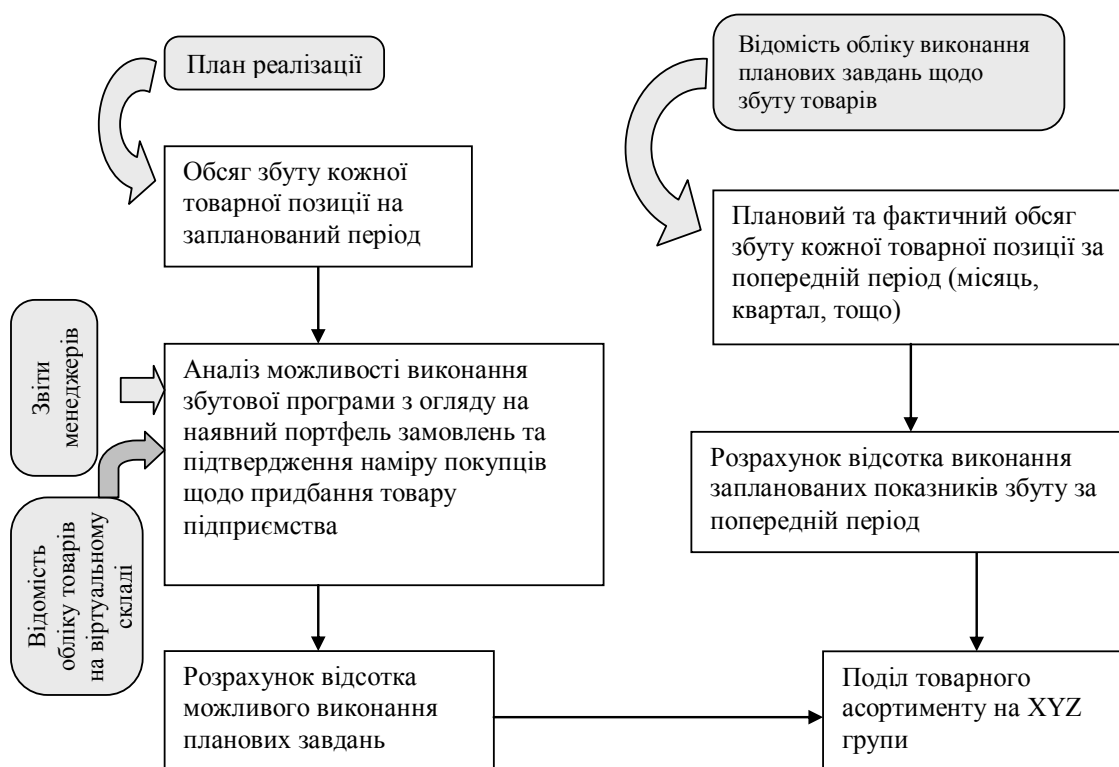 План реалізації
Обсяг збуту кожної
товарної позиції на
запланований період
Звіти
менеджерів
Аналіз можливості виконання
збутової програми з огляду на
наявний портфель замовлень та
підтвердження наміру покупців
щодо придбання товару
підприємства
Відомість
обліку товарів
на віртуальному
складі
Розрахунок відсотка
можливого виконання
планових завдань
Відомість обліку виконання
планових завдань щодо
збуту товарів
Плановий та фактичний обсяг
збуту кожної товарної позиції за
попередній період (місяць,
квартал, тощо)
Розрахунок відсотка виконання
запланованих показників збуту за
попередній період
Поділ товарного
асортименту на XYZ
групи